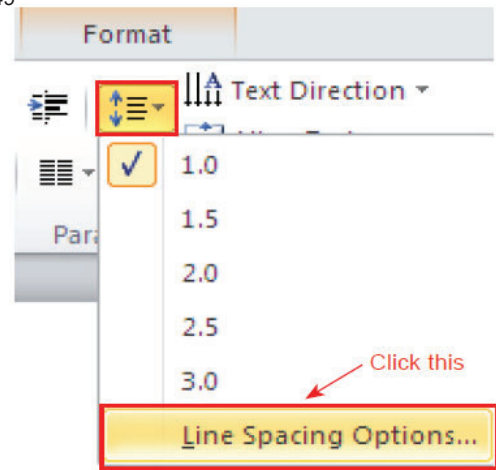 Format
Text Direction
1.0
Para
1.5
2.0
2.5
Click this
3.0
Line Spacing Options...